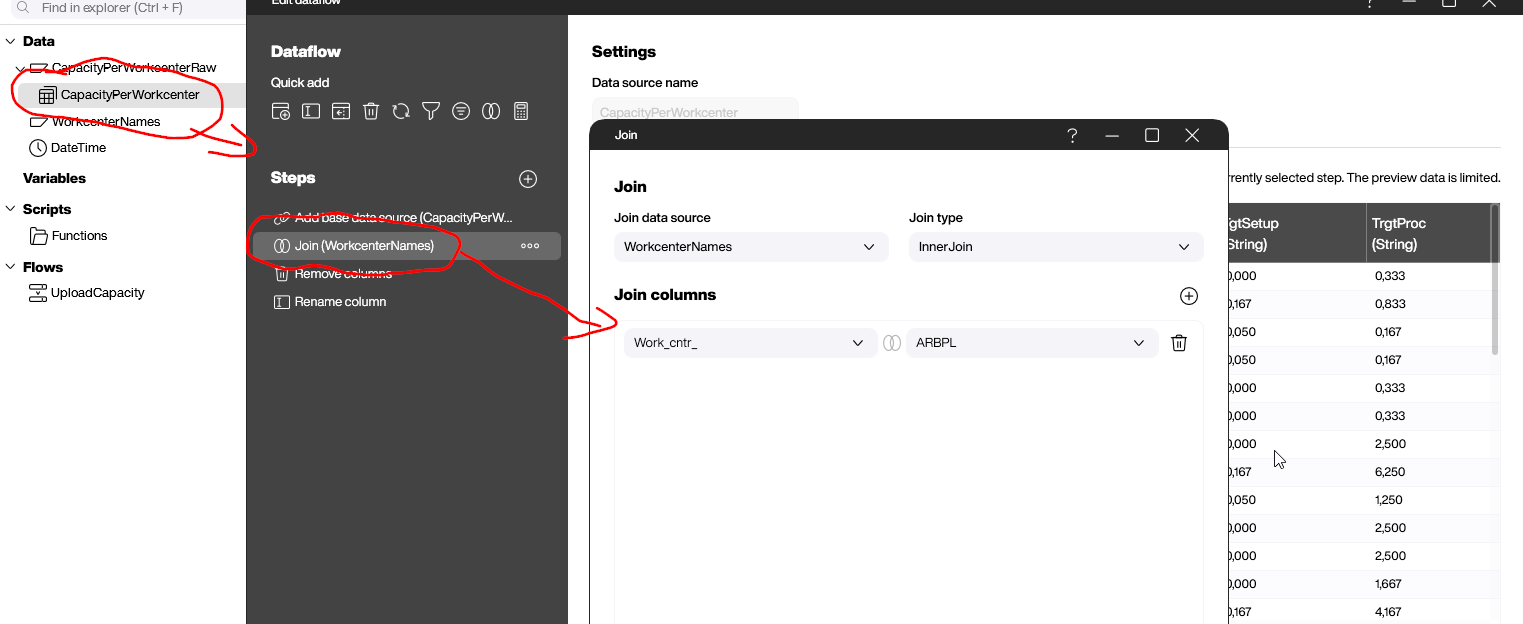 Find in explorer (Ctrl + F)
Data
CapacityPerWorkcenterRaw
CapacityPerWorkcenter
WorkcenterNames
DateTime
Variables
Scripts
Functions
Flows
UploadCapacity
Edit dataflow
Dataflow
Quick add
Steps
Add base data source (CapacityPerW...
Join (WorkcenterNames)
Remove columns
Rename column
Settings
Data source name
CapacityPerWorkcenter
Join
?
Join
Join data source
Join type
WorkcenterNames
InnerJoin
Join columns
Work_cntr_
ARBPL
rrently selected step. The preview data is limited.
TgtSetup
(String)
TrgtProc
(String)
0,000 0,333
0,167 0,833
0,050 0,167
0,050 0,167
0,000 0,333
0,000 0,333
0,000 2,500
0,167 6,250
0,050 1,250
0,000 2,500
0,000 2,500
0,000 1,667
0,167 4,167